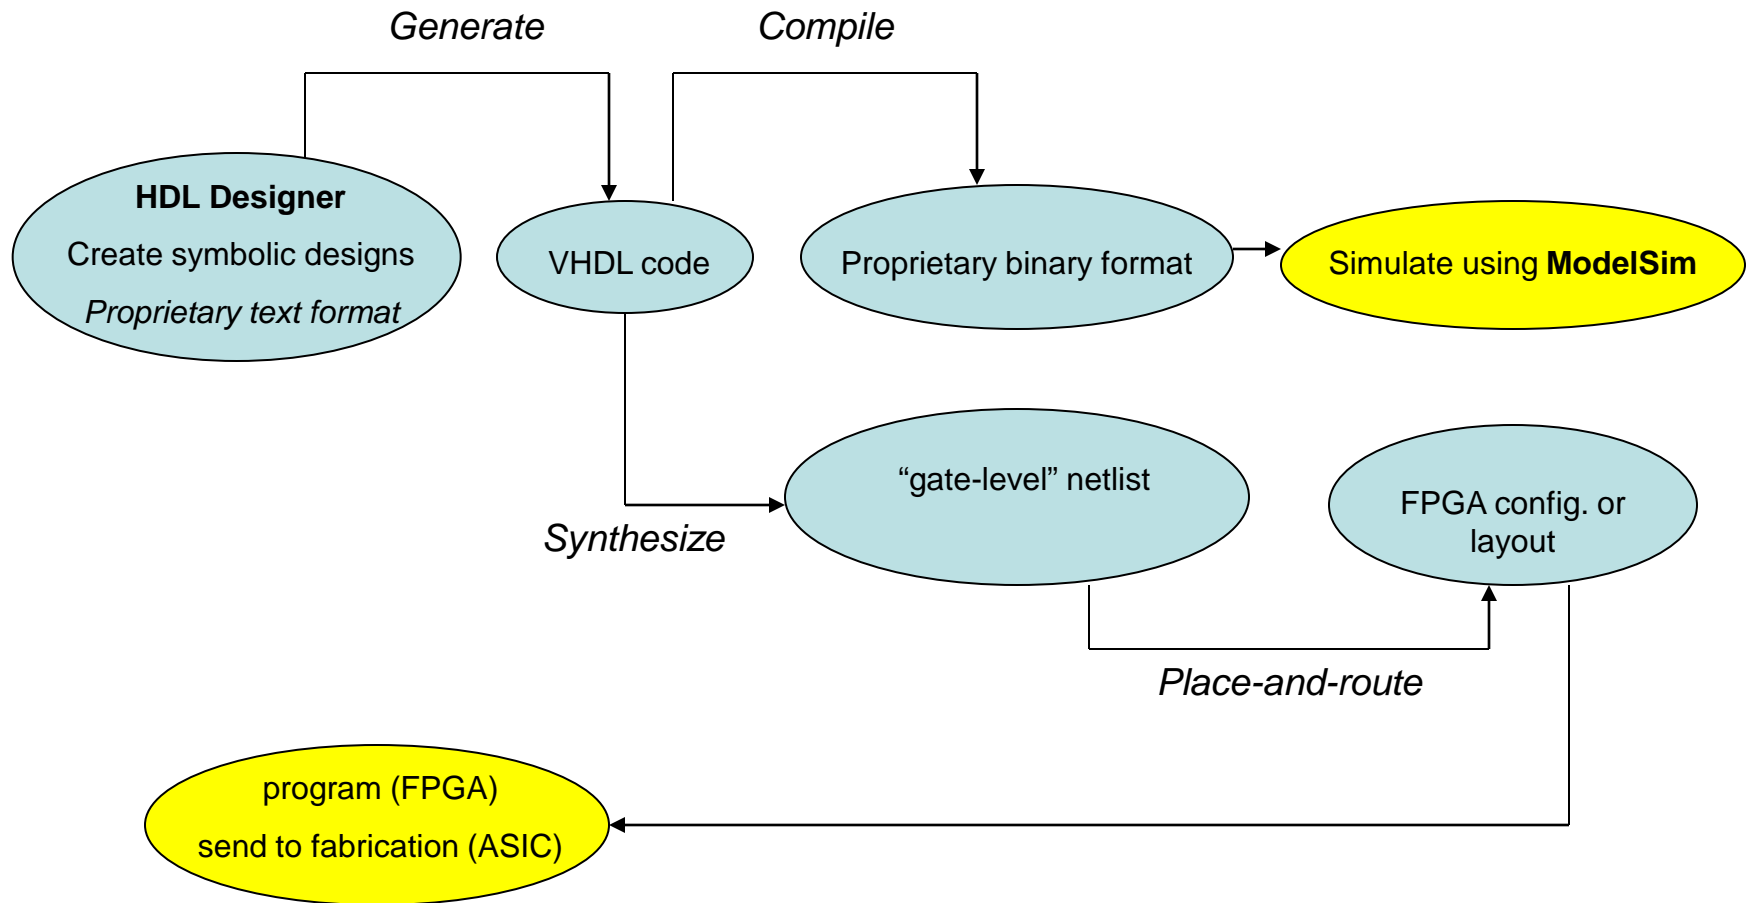 Generate
Compile
HDL Designer
Create symbolic designs
Proprietary text format
VHDL code
Proprietary binary format
Simulate using ModelSim
“gate-level” netlist
FPGA config. or
layout
Synthesize
Place-and-route
program (FPGA)
send to fabrication (ASIC)